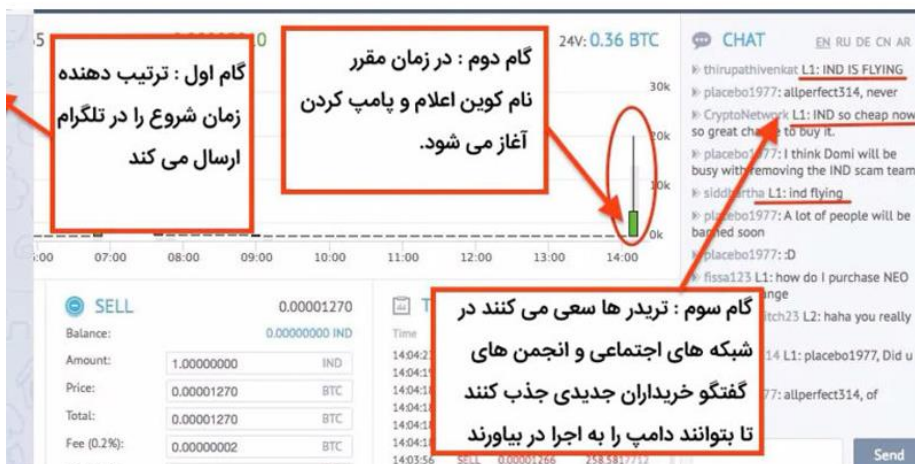 24V: 0.36 BTC
گام اول : ترتیب دهنده
زمان شروع را در تلگرام
ارسال می کند
گام دوم : در زمان مقرر
نام کوین اعلام و پامپ کردن
آغاز می شود.
30k
20k
10k
0k
07:00 08:00 09:00 10:00 11:00 12:00 13:00 14:00
CHAT EN RU DE CN AR
thirupathivenkat L1: IND IS FLYING
placebo1977: allperfect314, never
CryptoNetwork L1: IND so cheap now
so great to buy it.
placebo1977: I think Domi will be
busy with removing the IND scam team
siddhartha L1: ind flying
placebo1977: A lot of people will be
banned soon
placebo1977: :D
fissa123 L1: how do I purchase NEO
itch23 L2: haha you really
14 L1: placebo1977, Did u
77: allperfect314, of
Send
گام سوم : تریدر ها سعی می کنند در
شبکه های اجتماعی و انجمن های
گفتگو خریداران جدیدی جذب کنند
تا بتوانند دامپ را به اجرا در بیاورند
SELL 0.00001270
Balance: 0.00000000 IND
Amount: 1.00000000 IND
Price: 0.00001270 BTC
Total: 0.00001270 BTC
Fee (0.2%): 0.00000002 BTC
Time
14:03:56 SELL 0.00001266 258.5817712